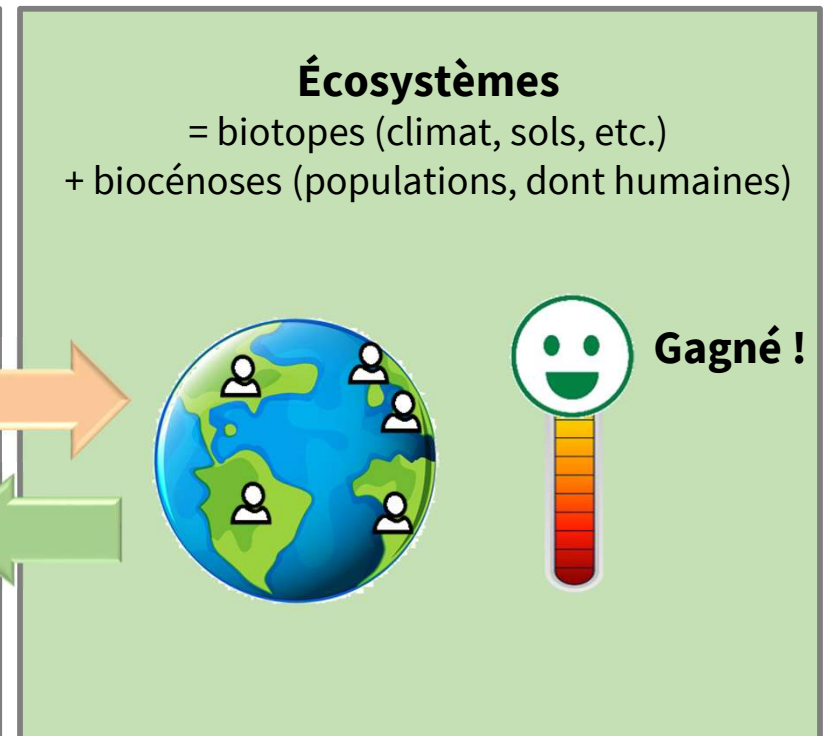 Écosystèmes
= biotopes (climat, sols, etc.)
+ biocénoses (populations, dont humaines)
Gagné !